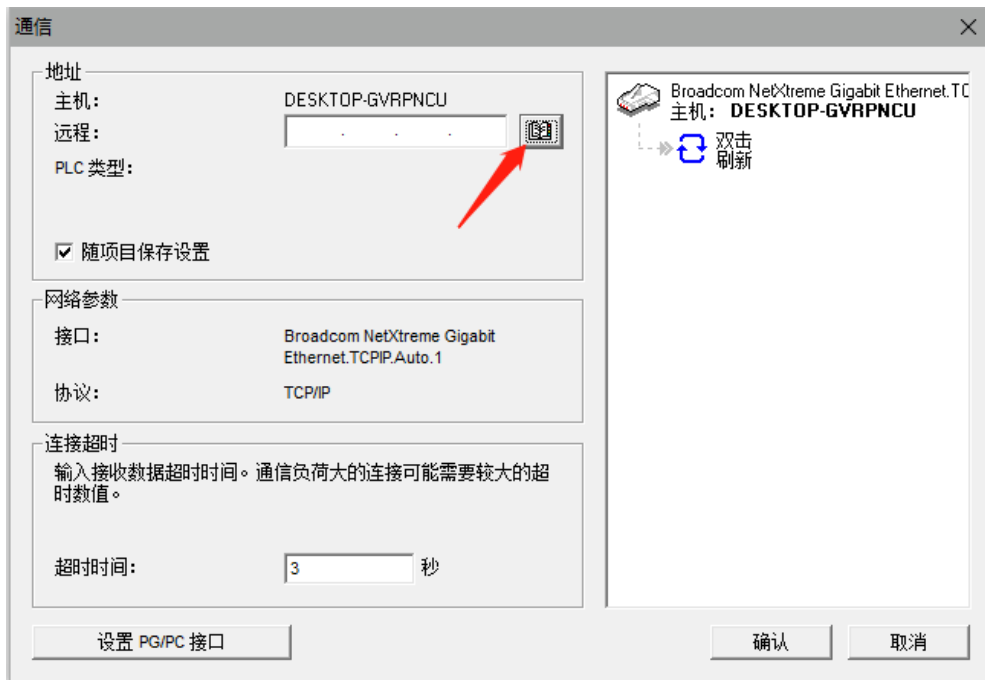 通信
地址
主机: DESKTOP-GVRPNCU
远程: . . .
PLC 类型:
随项目保存设置
网络参数
接口: Broadcom NetXtreme Gigabit
Ethernet.TCPIP.Auto.1
协议: TCP/IP
连接超时
输入接收数据超时时间。通信负荷大的连接可能需要较大的超
时数值。
超时时间: 3 秒
设置 PG/PC 接口
Broadcom NetXtreme Gigabit Ethernet.TC
主机: DESKTOP-GVRPNCU
双击
刷新
确认 取消